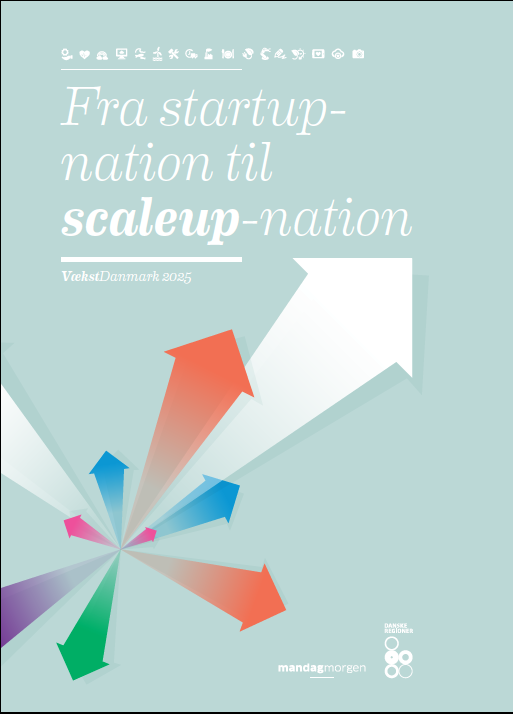 Fra startup-
nation til
scaleup-nation
VækstDanmark 2025
DANSKE
REGIONER
mandagmorgen